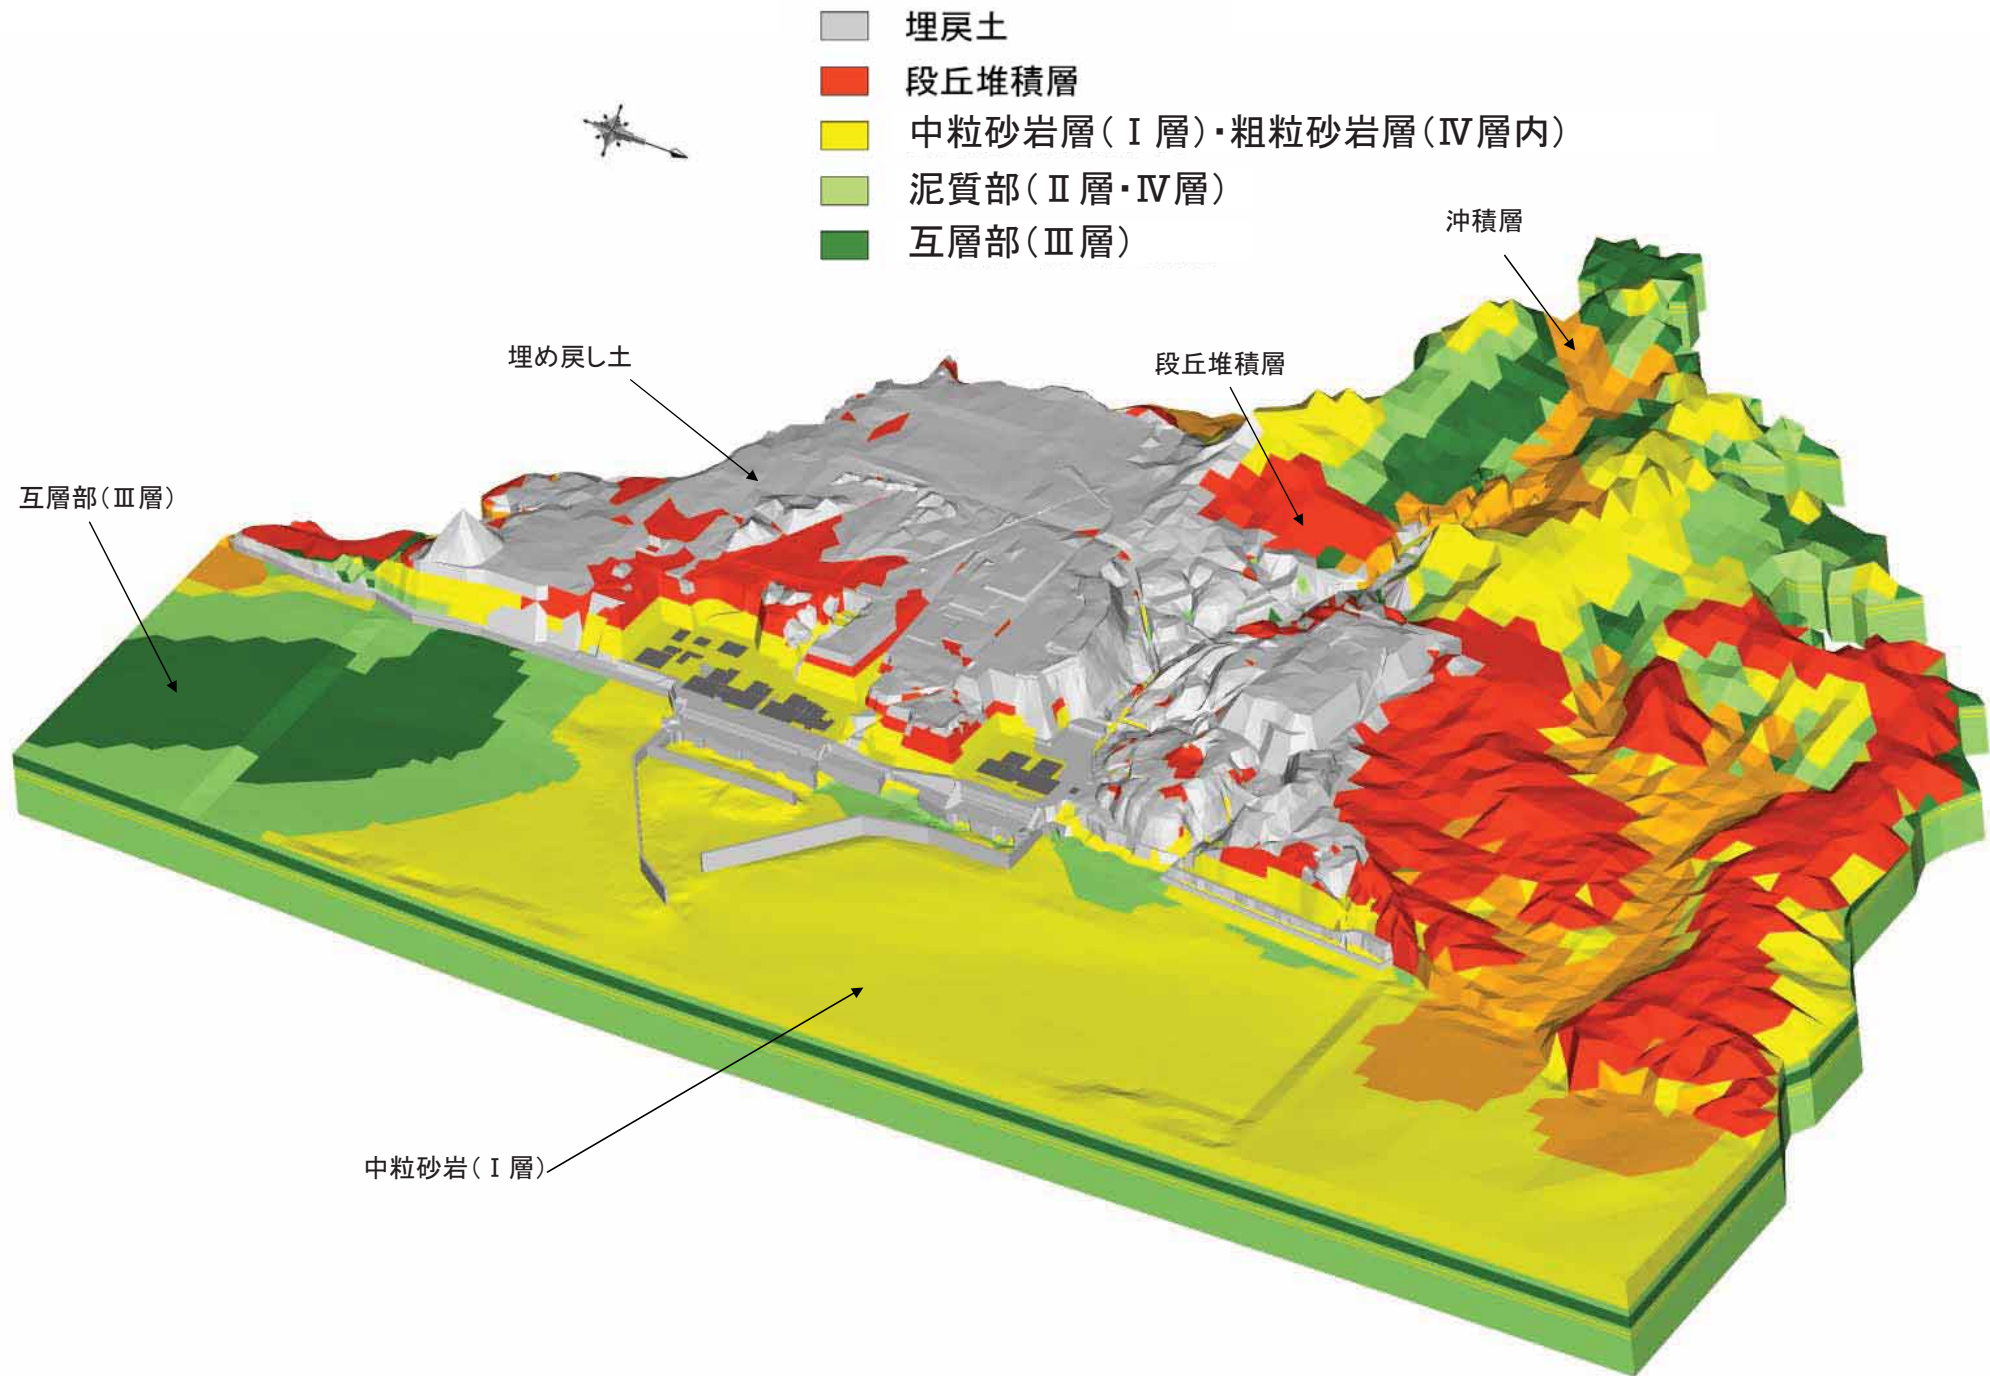 埋戻土
段丘堆積層
中粒砂岩層(Ⅰ層)・粗粒砂岩層(Ⅳ層内)
泥質部(Ⅱ層・Ⅳ層)
互層部(Ⅲ層)
沖積層
埋め戻し土
段丘堆積層
互層部(Ⅲ層)
中粒砂岩(Ⅰ層)